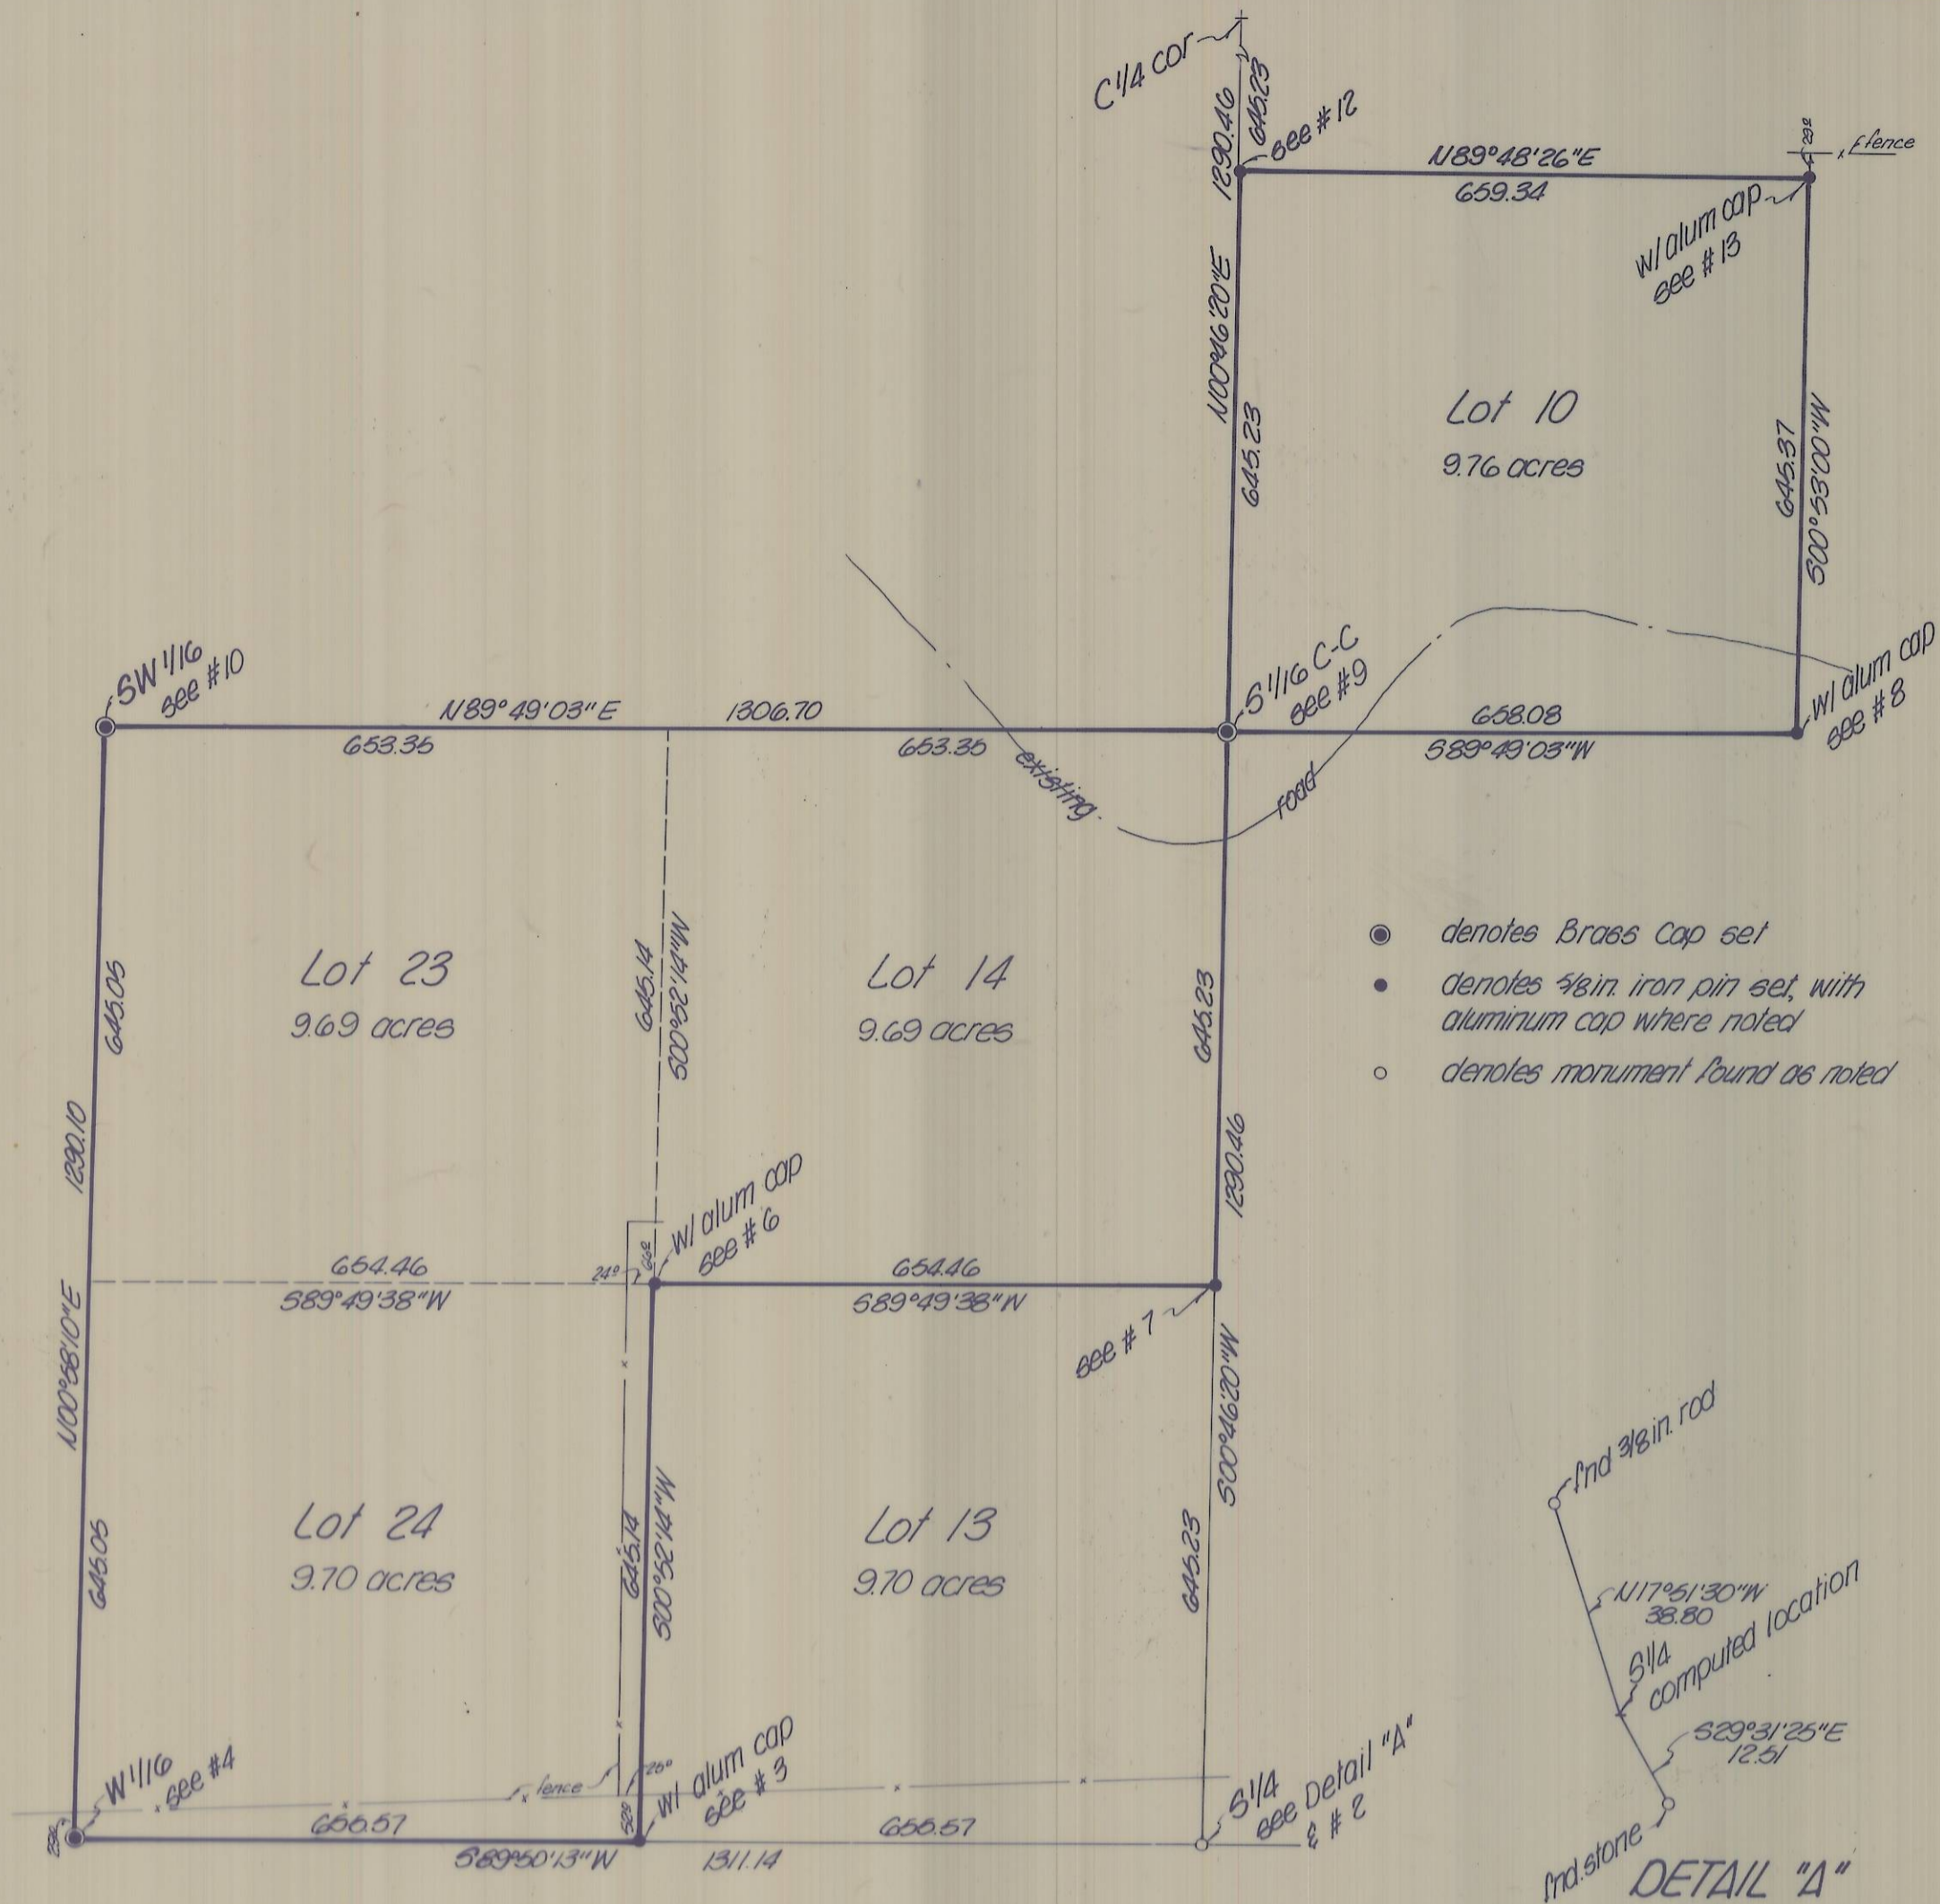 C 1/4 cor
1290.46
645.23
see #12
N89°48'26"E
659.34
fence
w/ alum cap
see #13
N00°46'20"E
645.23
Lot 10
9.76 acres
645.37
S00°53'00"W
SW 1/16
see #10
N89°49'03"E 1306.70
653.35
653.35
S 1/16 C-C
see #9
658.08
S89°49'03"W
w/ alum cap
see #8
existing road
Lot 23
9.69 acres
645.05
645.14
S00°52'14"W
Lot 14
9.69 acres
645.23
denotes Brass Cap set
denotes 5/8in. iron pin set, with
aluminum cap where noted
denotes monument found as noted
1290.10
1290.46
w/ alum cap
see #6
654.46
S89°49'38"W
24º
66º
654.46
S89°49'38"W
see #7
N00°58'10"E
S00°46'20"W
Lot 24
9.70 acres
645.05
645.14
S00°52'14"W
Lot 13
9.70 acres
645.23
fnd 3/8in. rod
N17°51'30"W
38.80
S1/4
computed location
S29°31'25"E
12.51
fnd. stone
DETAIL "A"
W 1/16
see #4
fence
w/ alum cap
see #3
655.57
S89°50'13"W
655.57
1311.14
S1/4
see Detail "A"
& #2